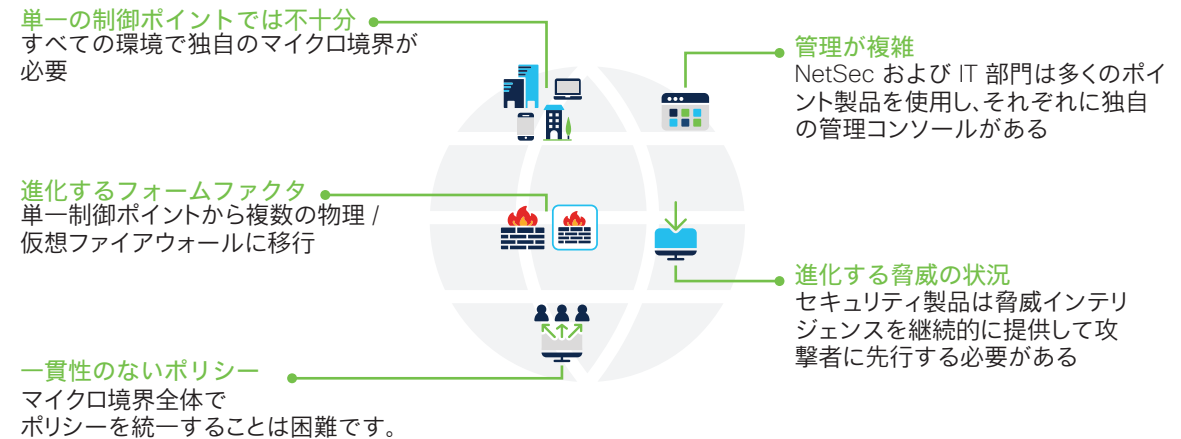 単一の制御ポイントでは不十分
すべての環境で独自のマイクロ境界が
必要
管理が複雑
NetSec および IT 部門は多くのポイ
ント製品を使用し、それぞれに独自
の管理コンソールがある
進化するフォームファクタ
単一制御ポイントから複数の物理 /
仮想ファイアウォールに移行
進化する脅威の状況
セキュリティ製品は脅威インテリ
ジェンスを継続的に提供して攻
撃者に先行する必要がある
一貫性のないポリシー
マイクロ境界全体で
ポリシーを統一することは困難です。